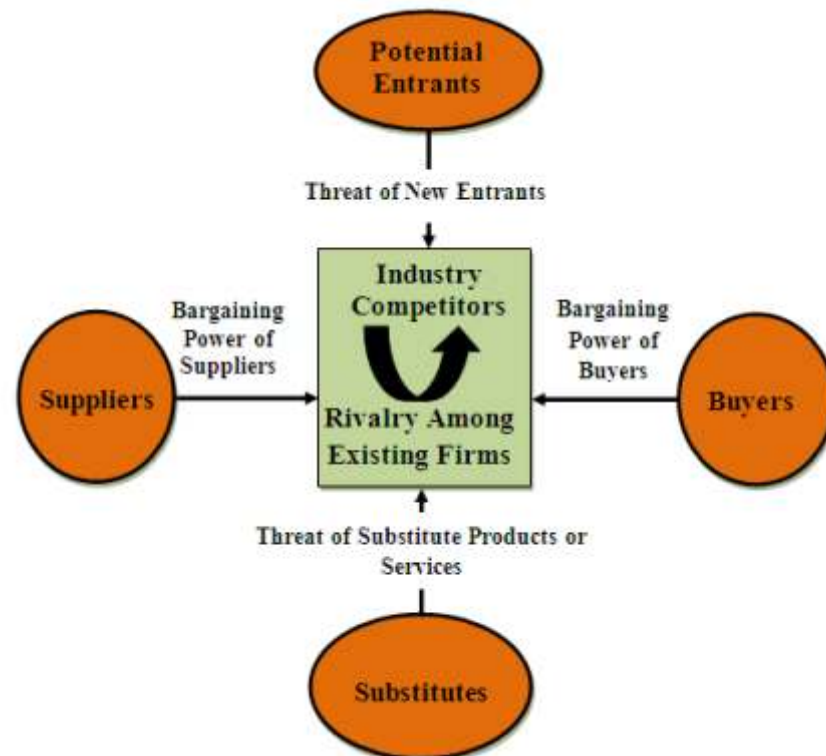 Potential
Entrants
Threat of New Entrants
Industry
Competitors
Rivalry Among
Existing Firms
Bargaining
Power of
Suppliers
Suppliers
Bargaining
Power of
Buyers
Buyers
Threat of Substitute Products or
Services
Substitutes